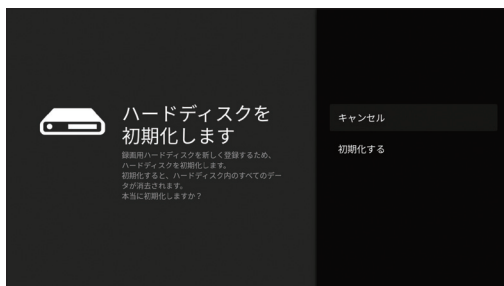 ハードディスクを
初期化します
録画用ハードディスクを新しく登録するため、
ハードディスクを初期化します。
初期化すると、ハードディスク内のすべてのデー
タが消去されます。
本当に初期化しますか？
キャンセル
初期化する